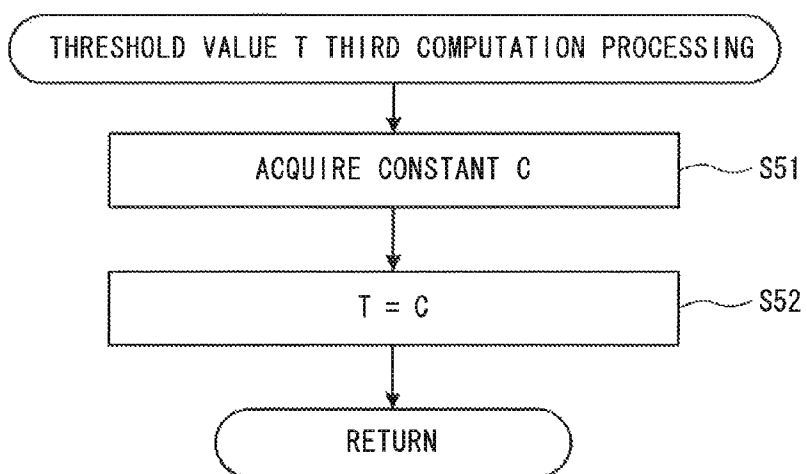 THRESHOLD VALUE T THIRD COMPUTATION PROCESSING
ACQUIRE CONSTANT C
S51
T = C
S52
RETURN